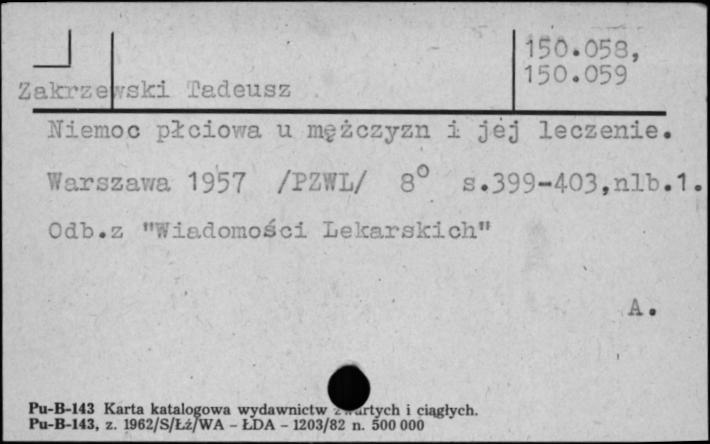 150.058,
150.059
Zakrzewski Tadeusz
Niemoc płciowa u mężczyzn i jej leczenie.
Warszawa 1957 /PZWL/ 8° s.399-403,nlb.1.
Odb.z "Wiadomości Lekarskich"
A.
Pu-B-143 Karta katalogowa wydawnictw zwartych i ciągłych.
Pu-B-143, z. 1962/S/Łż/WA – ŁDA – 1203/82 n. 500 000